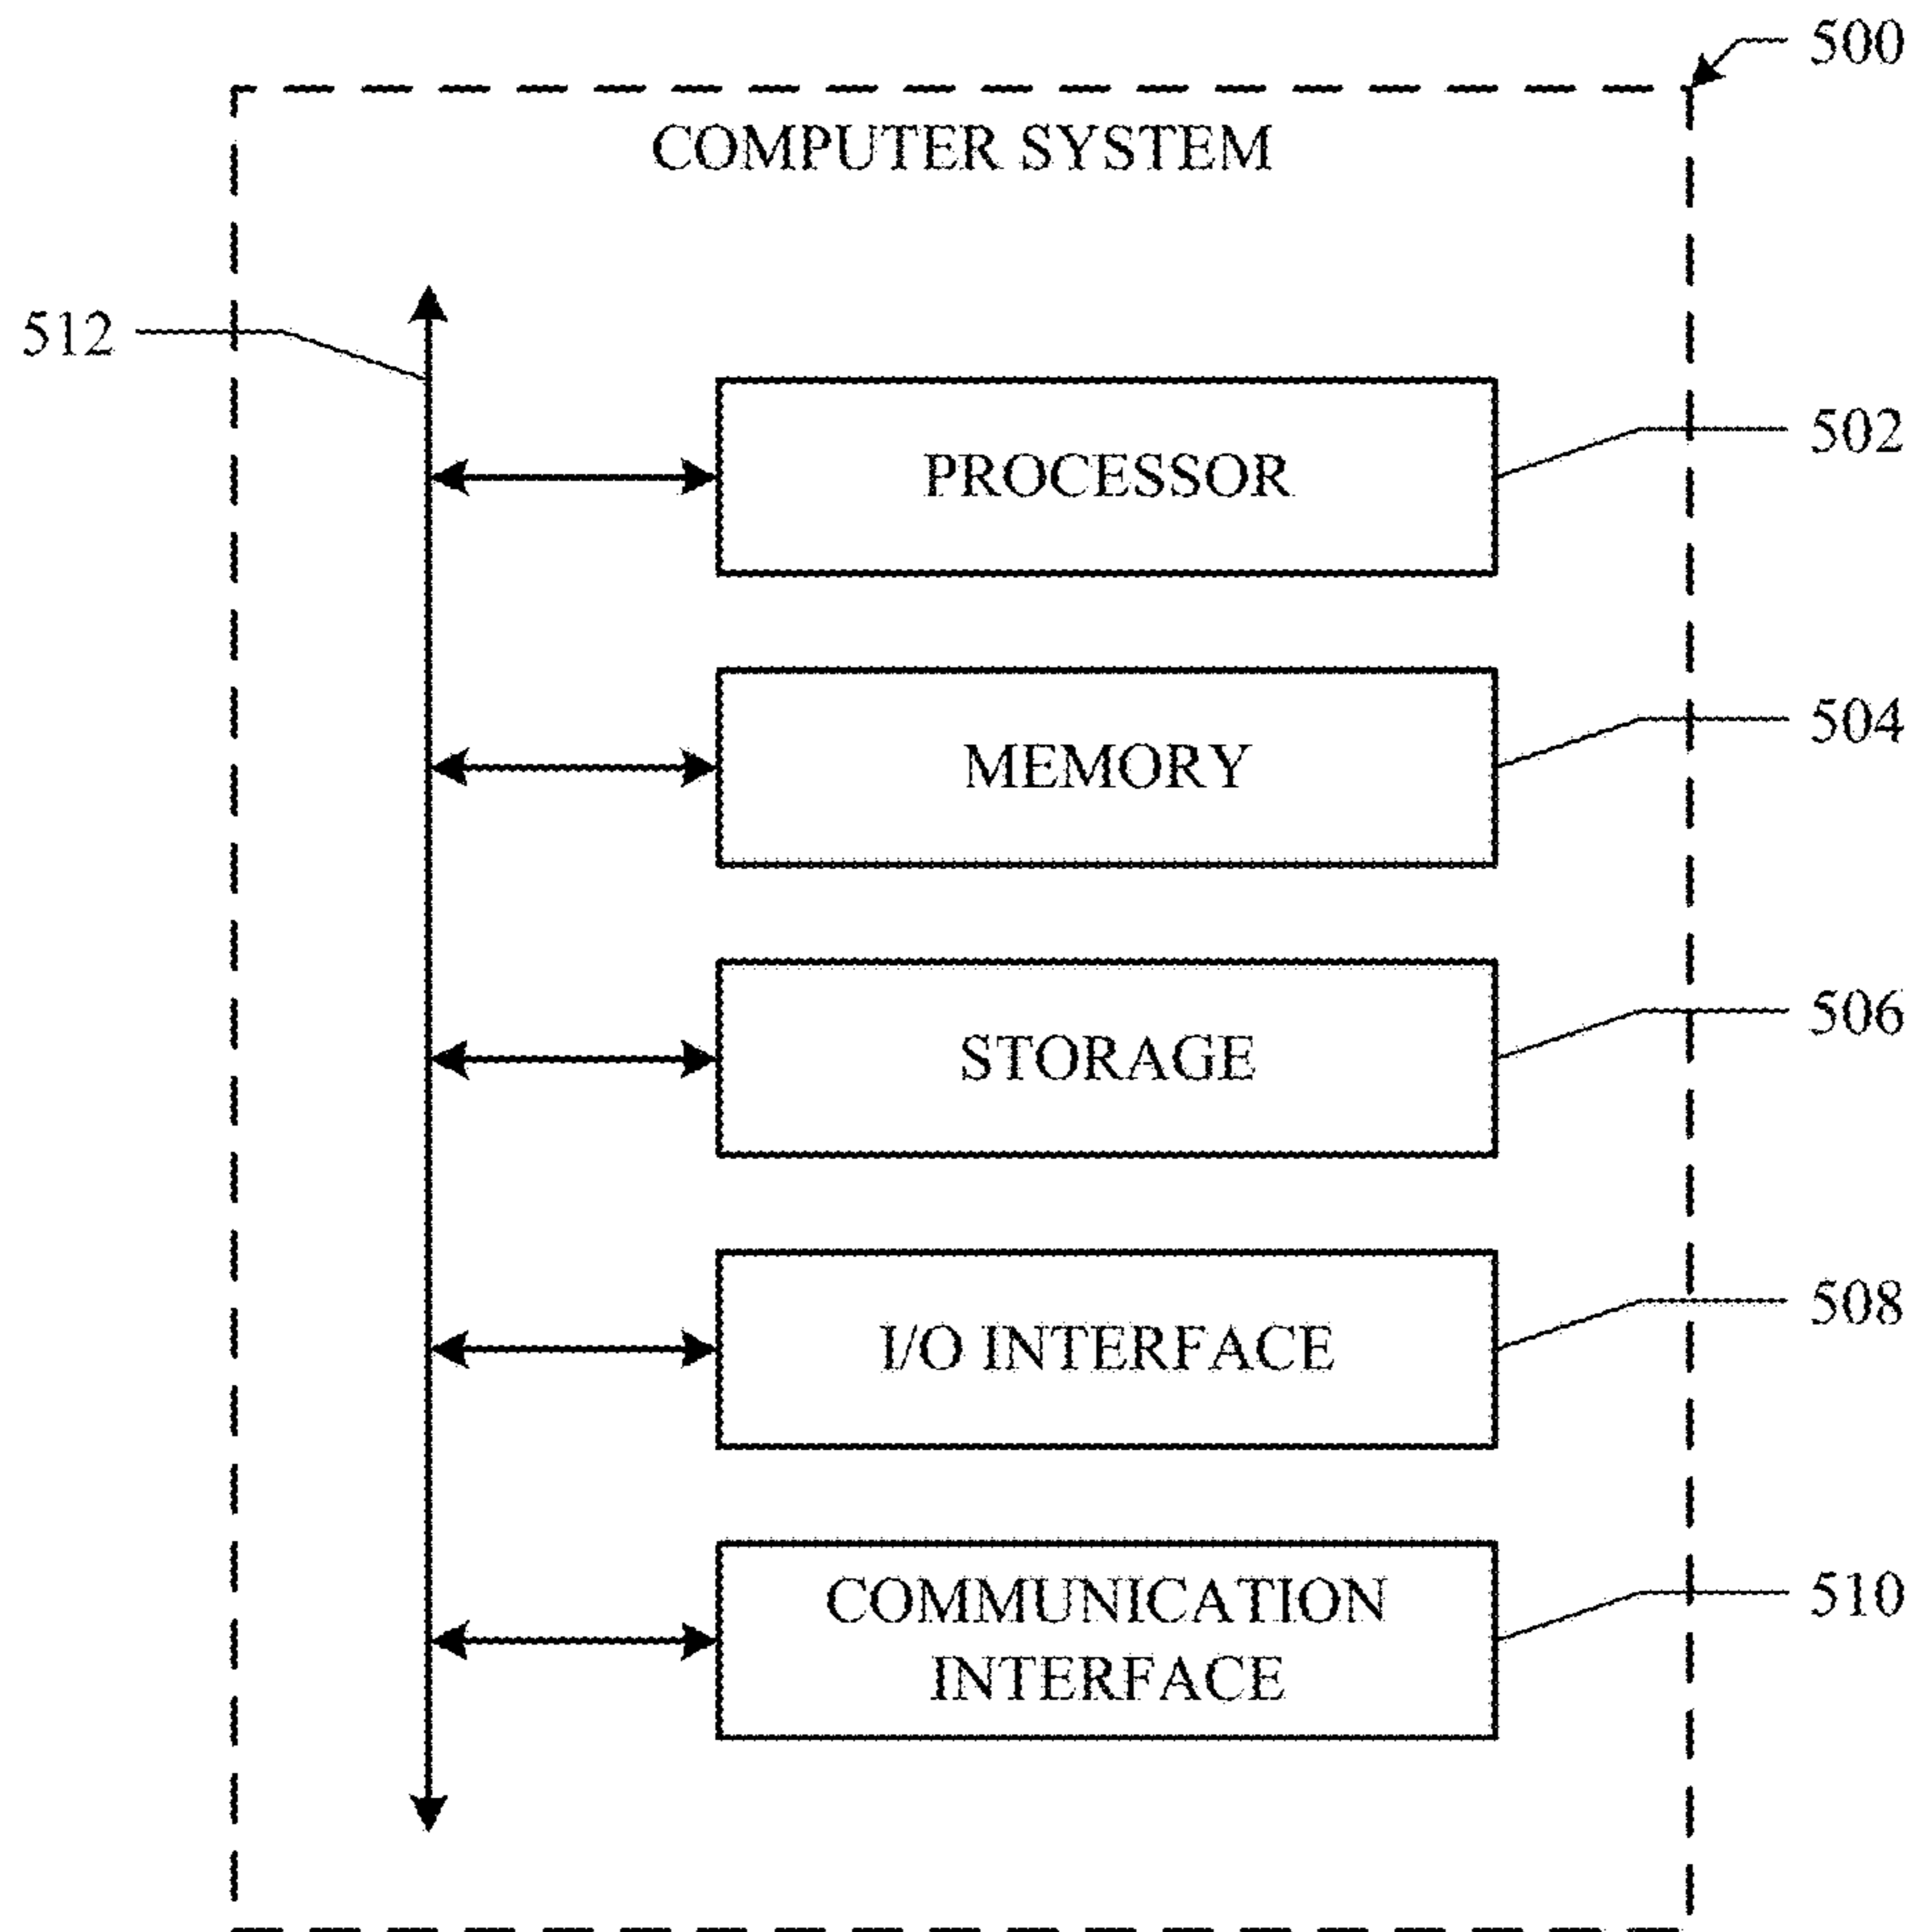 500
COMPUTER SYSTEM
512
PROCESSOR
502
MEMORY
504
STORAGE
506
I/O INTERFACE
508
COMMUNICATION
INTERFACE
510